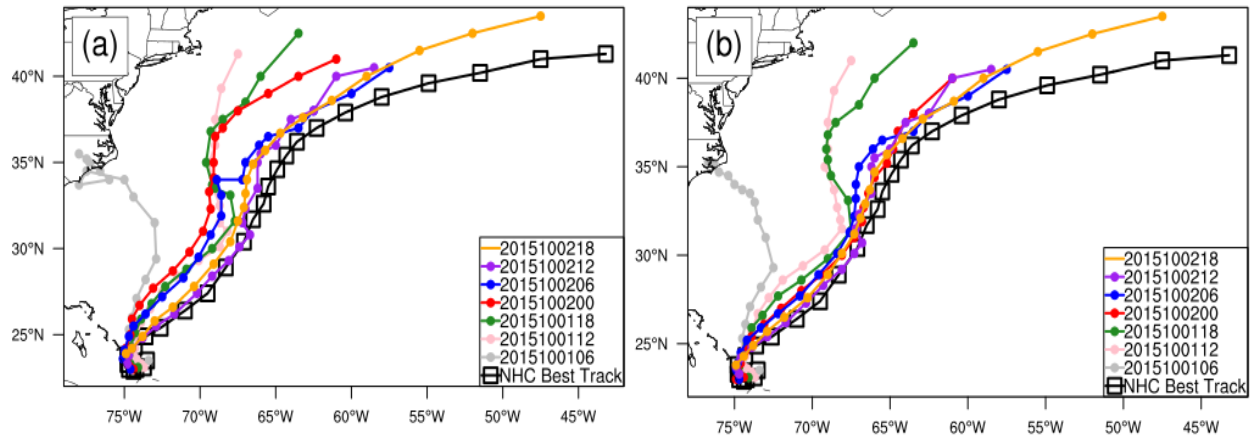 (a)
40°N
35°N
30°N
25°N
2015100218
2015100212
2015100206
2015100200
2015100118
2015100112
2015100106
NHC Best Track
75°W 70°W 65°W 60°W 55°W 50°W 45°W
(b)
40°N
35°N
30°N
25°N
2015100218
2015100212
2015100206
2015100200
2015100118
2015100112
2015100106
NHC Best Track
75°W 70°W 65°W 60°W 55°W 50°W 45°W